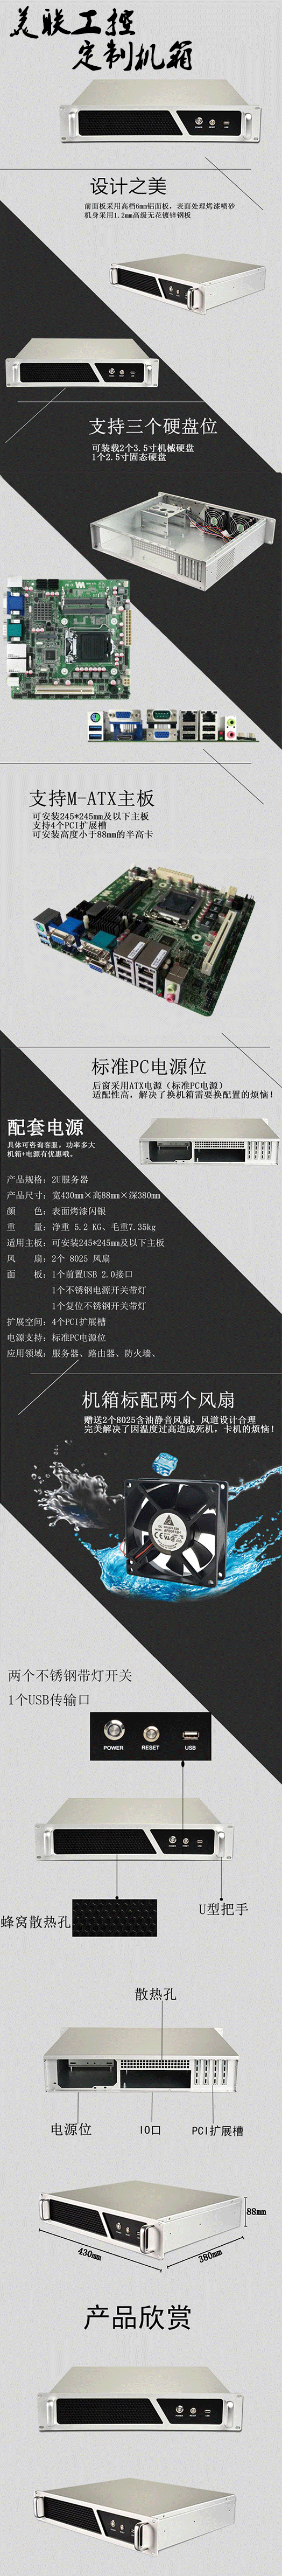 美联工控
定制机箱
设计之美
前面板采用高档6mm铝面板，表面处理烤漆喷砂
机身采用1.2mm高级无花镀锌钢板
支持三个硬盘位
可装载2个3.5寸机械硬盘
1个2.5寸固态硬盘
支持M-ATX主板
可安装245*245mm及以下主板
支持4个PCI扩展槽
可安装高度小于88mm的半高卡
标准PC电源位
后窗采用ATX电源（标准PC电源）
适配性高，解决了换机箱需要换配置的烦恼！
配套电源
具体可咨询客服，功率多大
机箱+电源有优惠哦。
产品规格：2U服务器
产品尺寸：宽430mm×高88mm×深380mm
颜 色：表面烤漆闪银
重 量：净重 5.2 KG、毛重7.35kg
适用主板：可安装245*245mm及以下主板
风 扇：2个 8025 风扇
面 板：1个前置USB 2.0接口
1个不锈钢电源开关带灯
1个复位不锈钢开关带灯
扩展空间：4个PCI扩展槽
电源支持：标准PC电源位
应用领域：服务器、路由器、防火墙、
机箱标配两个风扇
赠送2个8025含油静音风扇，风道设计合理
完美解决了因温度过高造成死机，卡机的烦恼！
两个不锈钢带灯开关
1个USB传输口
POWER RESET USB
蜂窝散热孔
U型把手
散热孔
电源位 IO口 PCI扩展槽
88mm
430mm
380mm
产品欣赏